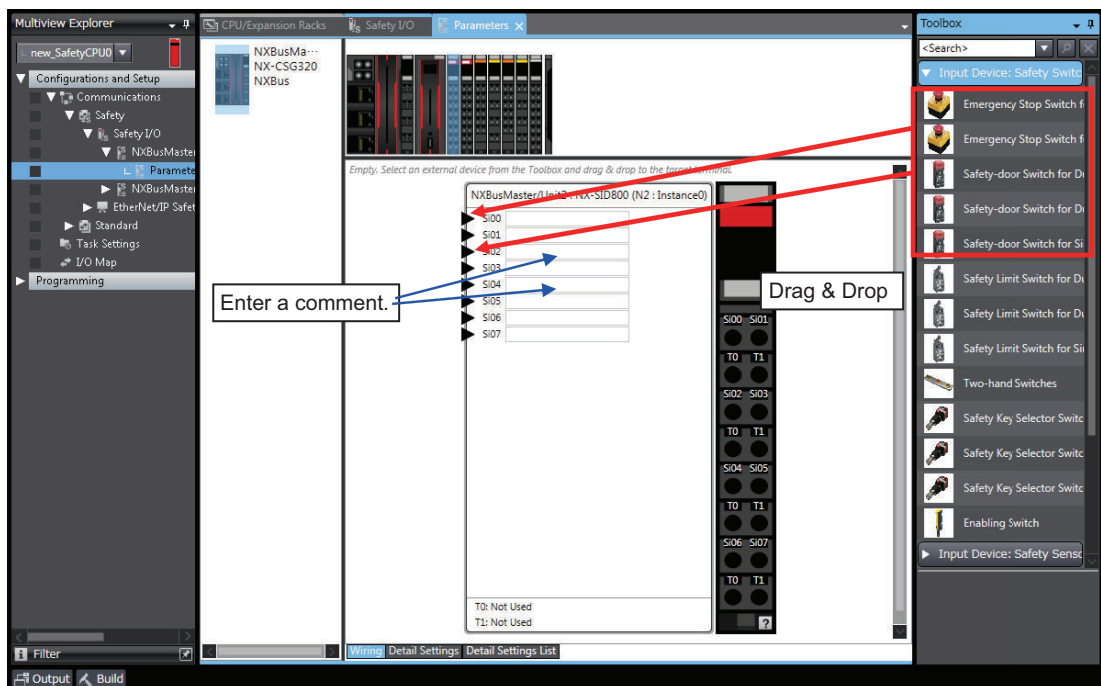 Multiview Explorer
new_SafetyCPU0
Configurations and Setup
Communications
Safety
Safety I/O
NXBusMaster
Paramete
NXBusMaster
EtherNet/IP Safet
Standard
Task Settings
I/O Map
Programming
Filter
Output
Build
CPU/Expansion Racks
Safety I/O
Parameters
NXBusMa···
NX-CSG320
NXBus
Empty. Select an external device from the Toolbox and drag & drop to the target terminal.
NXBusMaster/Unit2 : NX-SID800 (N2 : Instance0)
Si00
Si01
Si02
Si03
Si04
Si05
Si06
Si07
Enter a comment.
Drag & Drop
Si00 Si01
T0 T1
Si02 Si03
T0 T1
Si04 Si05
T0 T1
Si06 Si07
T0 T1
?
T0: Not Used
T1: Not Used
Wiring Detail Settings Detail Settings List
Toolbox
<Search>
Input Device: Safety Switc
Emergency Stop Switch f
Emergency Stop Switch f
Safety-door Switch for Du
Safety-door Switch for Du
Safety-door Switch for Si
Safety Limit Switch for Du
Safety Limit Switch for Du
Safety Limit Switch for Si
Two-hand Switches
Safety Key Selector Switc
Safety Key Selector Switc
Safety Key Selector Switc
Enabling Switch
Input Device: Safety Senso